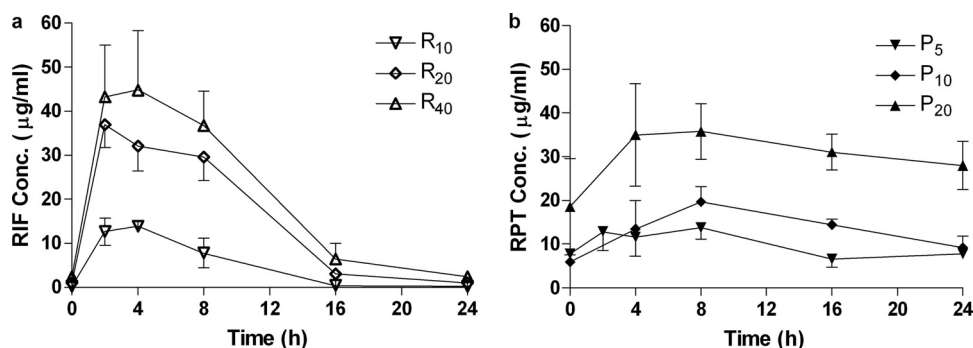 a
RIF Conc. ( μg/ml)
60
50
40
30
20
10
0
0 4 8 12 16 20 24
Time (h)
R10
R20
R40
b
RPT Conc. ( μg/ml)
60
50
40
30
20
10
0
0 4 8 12 16 20 24
Time (h)
P5
P10
P20